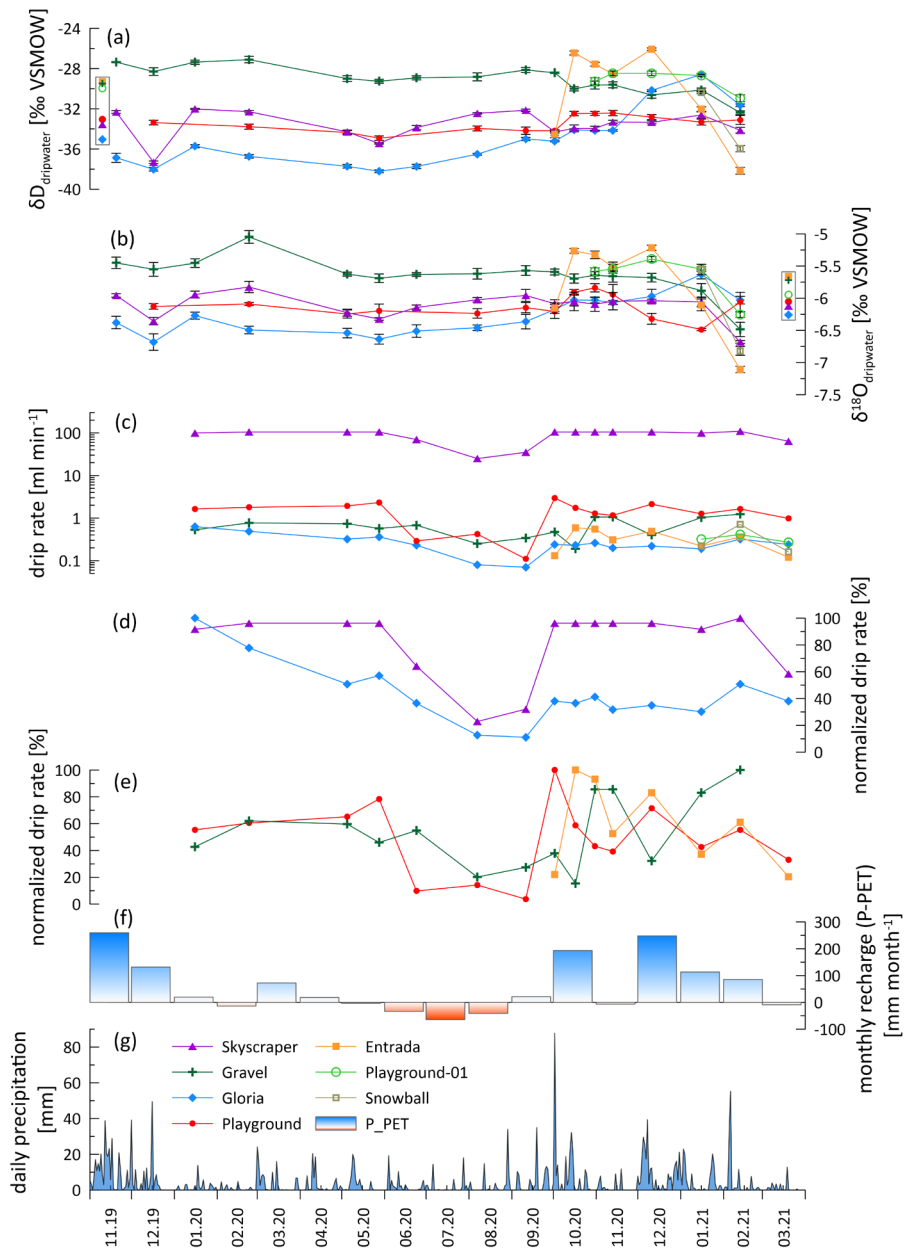 (a)
δD dripwater [‰ VSMOW]
-24
-28
-32
-36
-40
(b)
δ18O dripwater [‰ VSMOW]
-5
-5.5
-6
-6.5
-7
-7.5
(c)
drip rate [ml min-1]
100
10
1
0.1
(d)
normalized drip rate [%]
100
80
60
40
20
0
(e)
normalized drip rate [%]
100
80
60
40
20
0
(f)
monthly recharge (P-PET)
[mm month-1]
300
200
100
0
-100
(g)
daily precipitation
[mm]
80
60
40
20
0
Skyscraper
Gravel
Gloria
Playground
Entrada
Playground-01
Snowball
P_PET
11.19
12.19
01.20
02.20
03.20
04.20
05.20
06.20
07.20
08.20
09.20
10.20
11.20
12.20
01.21
02.21
03.21